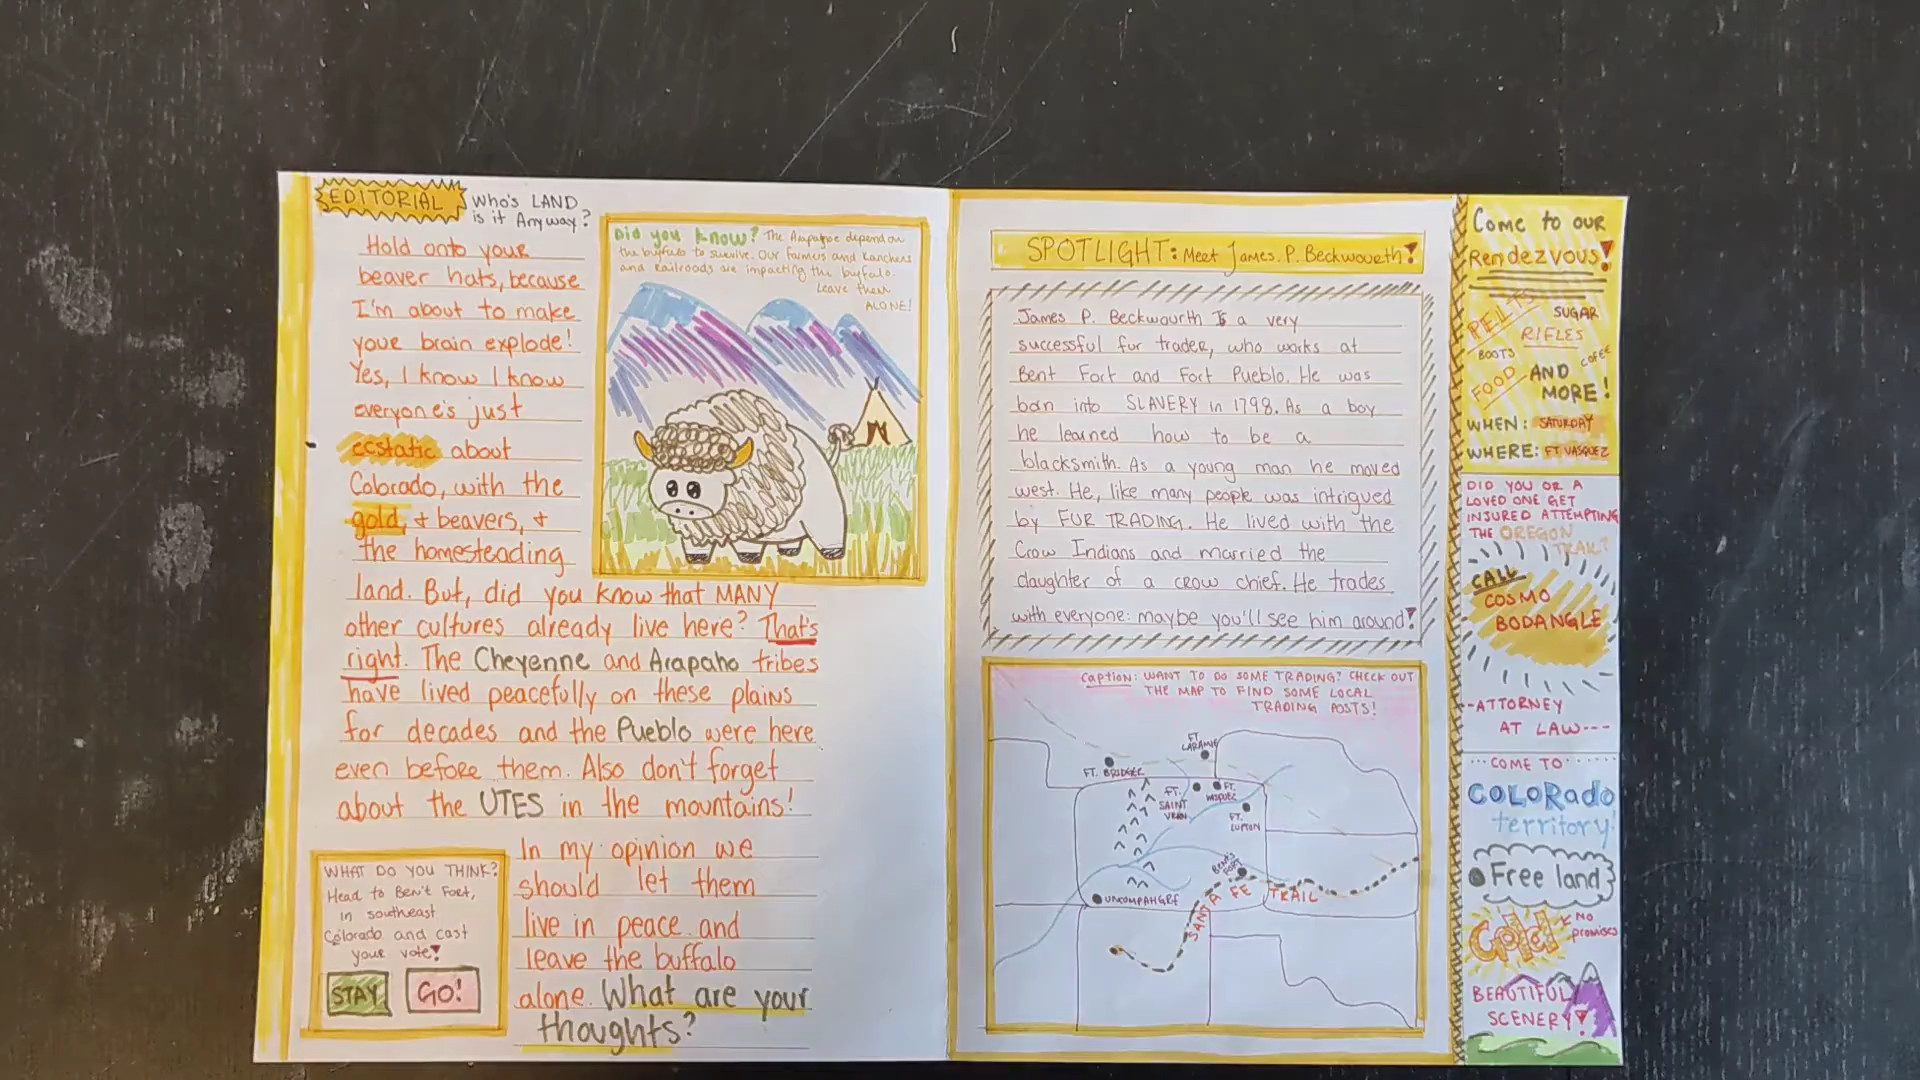 EDITORIAL
Who's LAND
is it Anyway?
Hold onto your
beaver hats, because
I'm about to make
your brain explode!
Yes, I know I know
everyone's just
ecstatic about
Colorado, with the
gold, & beavers, &
the homesteading
land. But, did you know that MANY
other cultures already live here? That's
right. The Cheyenne and Arapaho tribes
have lived peacefully on these plains
for decades and the Pueblo were here
even before them. Also don't forget
about the UTES in the mountains!
In my opinion we
should let them
live in peace and
leave the buffalo
alone. What are your
thoughts?
Did you know? The Arapahoe depend on
the buffalo to survive. Our farmers and Ranchers
and Railroads are impacting the buffalo.
Leave them
ALONE!
WHAT DO YOU THINK?
Head to Ben't Fort,
in southeast
Colorado and cast
your vote!
STAY
GO!
SPOTLIGHT: Meet James. P. Beckwourth!
James P. Beckwourth Is a very
successful fur trader, who works at
Bent Fort and Fort Pueblo. He was
born into SLAVERY in 1798. As a boy
he learned how to be a
blacksmith. As a young man he moved
west. He, like many people was intrigued
by FUR TRADING. He lived with the
Crow Indians and married the
daughter of a crow chief. He trades
with everyone: maybe you'll see him around!
Caption: WANT TO DO SOME TRADING? CHECK OUT
THE MAP TO FIND SOME LOCAL
TRADING POSTS!
FT
LARAMIE
FT. BRIDGER
FT.
SAINT
VRAIN
FT.
VASQUEZ
FT.
LUPTON
BENT'S
FORT
UNCOMPAHGRE
SANTA FE TRAIL
Come to our
Rendezvous!
PELTS
SUGAR
RIFLES
BOOTS
COFEE
FOOD
AND
MORE!
WHEN: SATURDAY
WHERE: FT VASQUEZ
DID YOU OR A
LOVED ONE GET
INJURED ATTEMPTING
THE OREGON
TRAIL?
CALL
COSMO
BODANGLE
--ATTORNEY
AT LAW---
...COME TO......
COLORado
territory!
Free land
Gold
NO
promises
BEAUTIFUL
SCENERY!